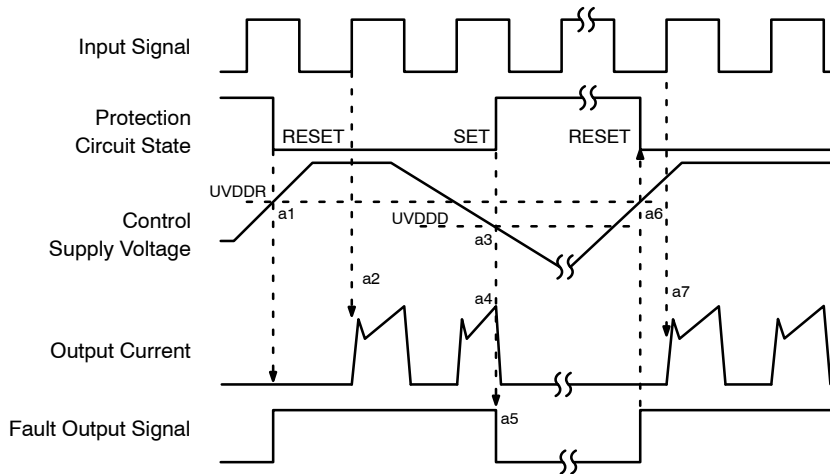 Input Signal
Protection
Circuit State
RESET
SET
RESET
UVDDR
a1
UVDDD
a3
a6
Control
Supply Voltage
a2
a4
a7
Output Current
a5
Fault Output Signal